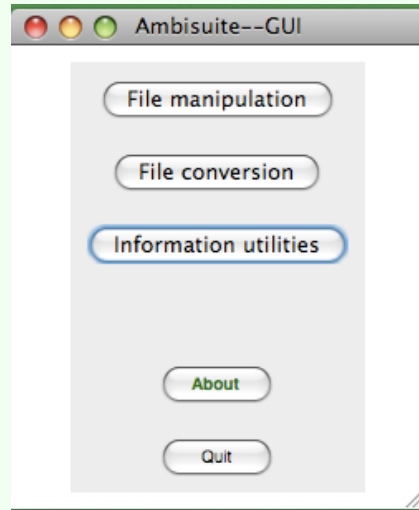 Ambisuite--GUI
File manipulation
File conversion
Information utilities
About
Quit